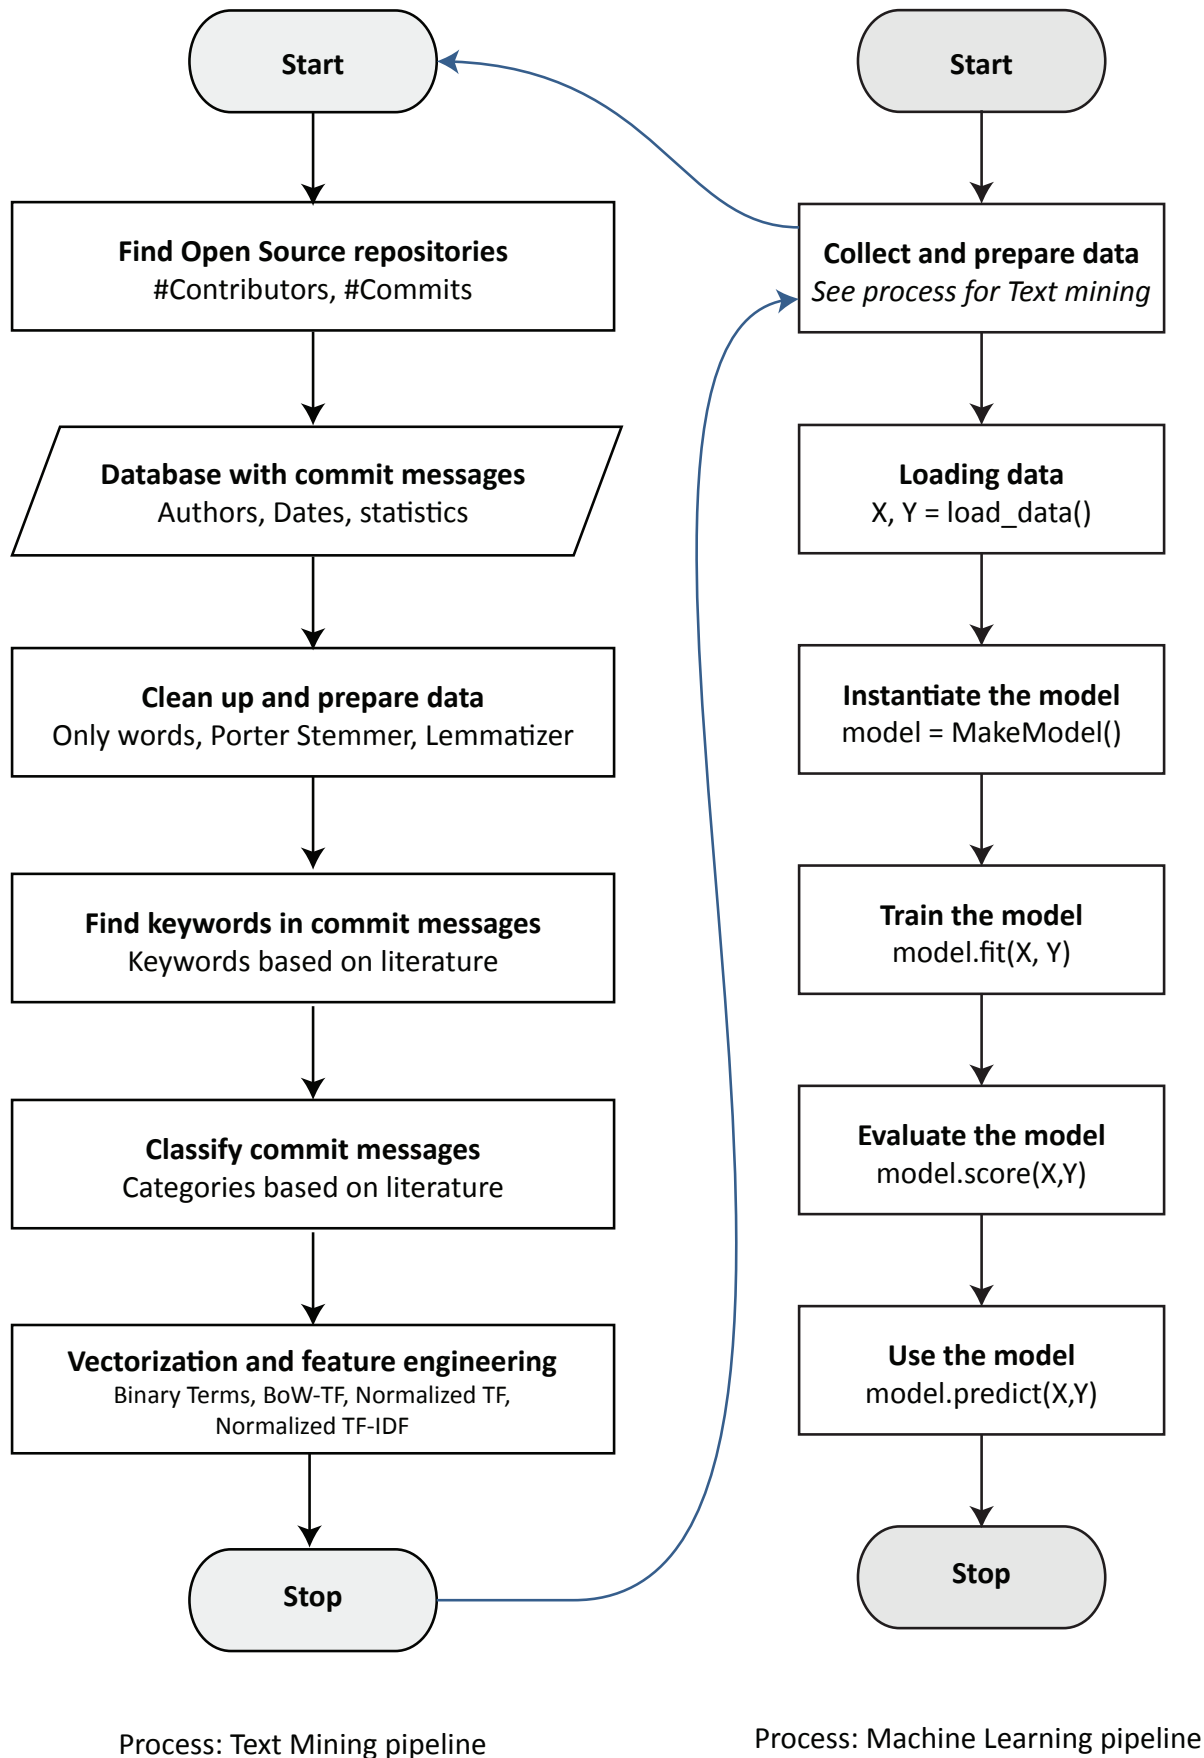 Start
Find Open Source repositories
#Contributors, #Commits
Database with commit messages
Authors, Dates, statistics
Clean up and prepare data
Only words, Porter Stemmer, Lemmatizer
Find keywords in commit messages
Keywords based on literature
Classify commit messages
Categories based on literature
Vectorization and feature engineering
Binary Terms, BoW-TF, Normalized TF,
Normalized TF-IDF
Stop
Process: Text Mining pipeline
Start
Collect and prepare data
See process for Text mining
Loading data
X, Y = load_data()
Instantiate the model
model = MakeModel()
Train the model
model.fit(X, Y)
Evaluate the model
model.score(X,Y)
Use the model
model.predict(X,Y)
Stop
Process: Machine Learning pipeline